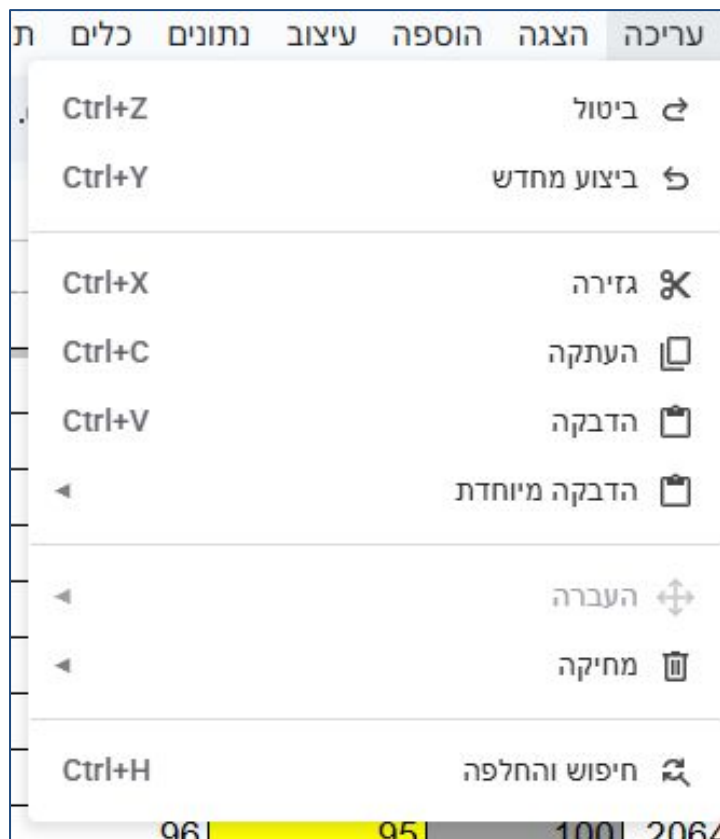 עריכה הצגה הוספה עיצוב נתונים כלים ת
ביטול Ctrl+Z
ביצוע מחדש Ctrl+Y
גזירה Ctrl+X
העתקה Ctrl+C
הדבקה Ctrl+V
הדבקה מיוחדת
העברה
מחיקה
חיפוש והחלפה Ctrl+H
96 95 100 2064